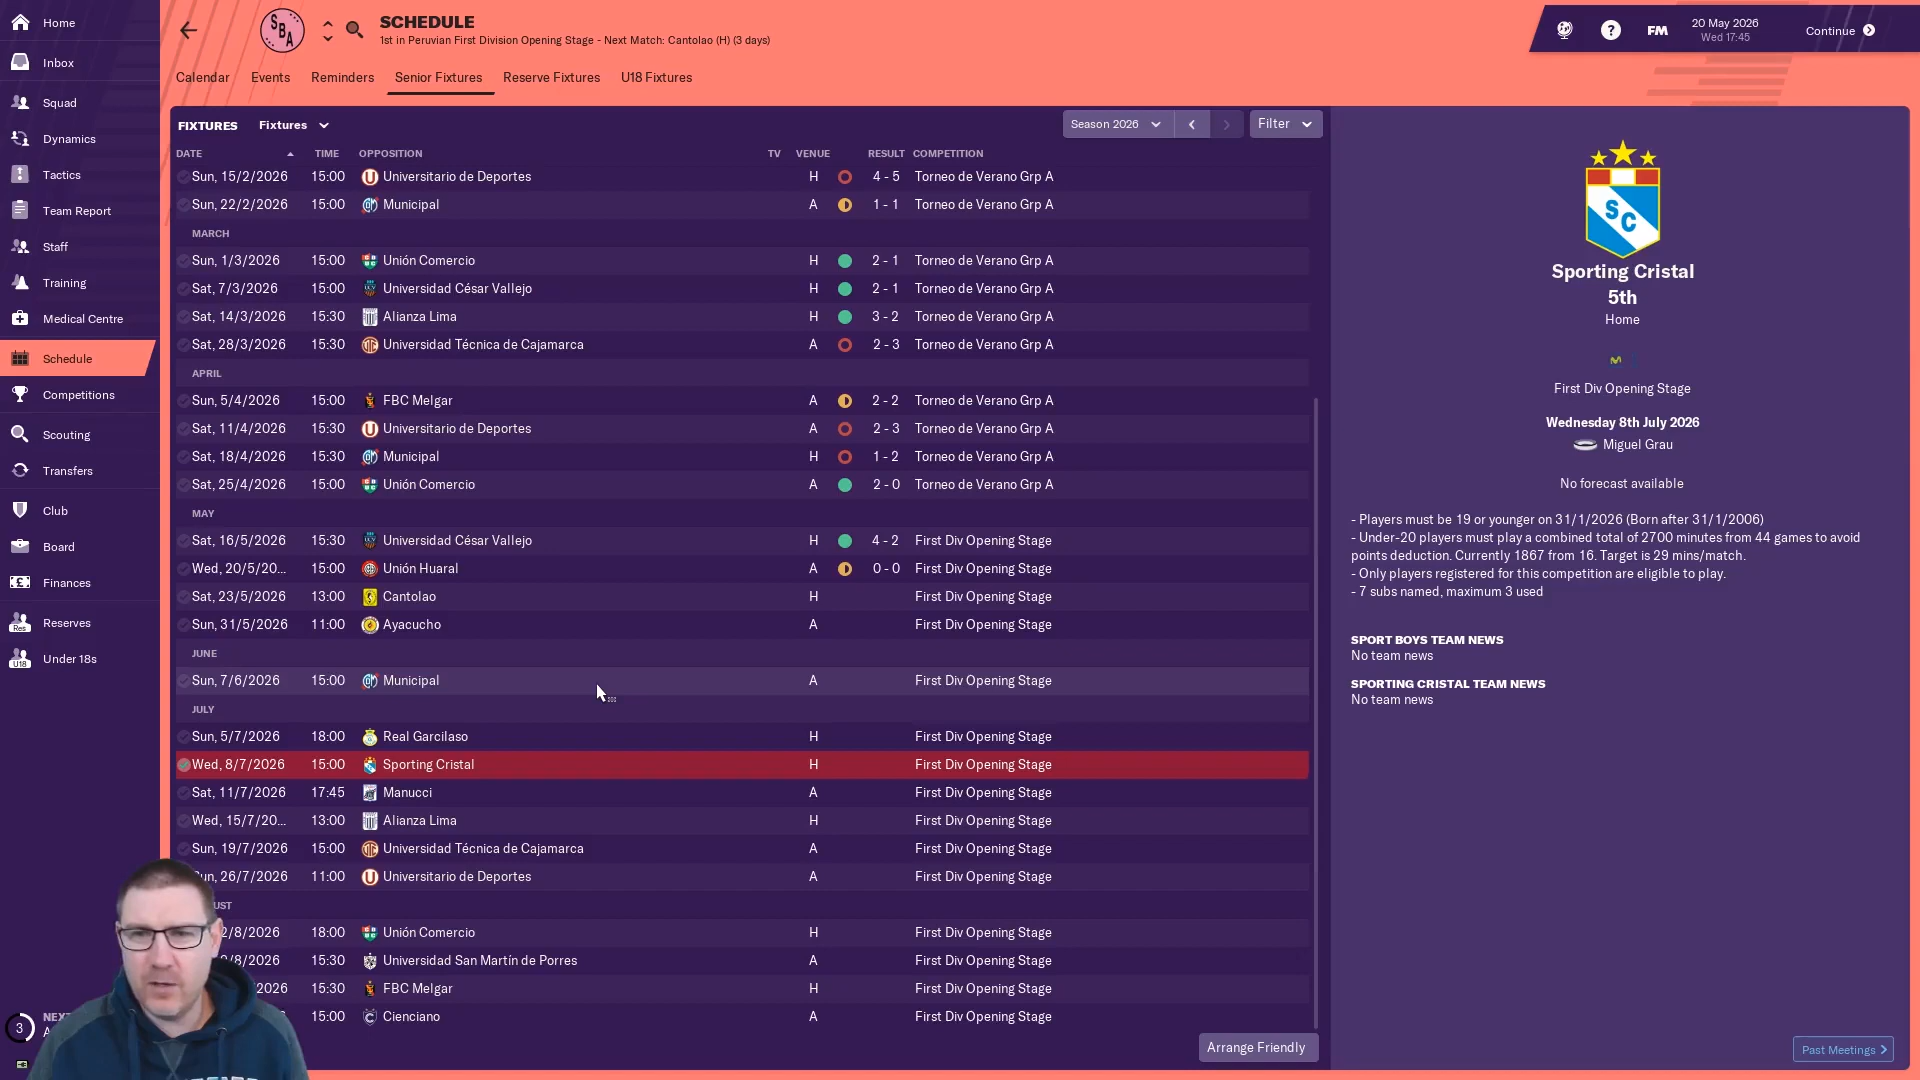 Home
Inbox
Squad
Dynamics
Tactics
Team Report
Staff
Training
Medical Centre
Schedule
Competitions
Scouting
Transfers
Club
Board
Finances
Reserves
Under 18s
Res
U18
3
SBA
SCHEDULE
1st in Peruvian First Division Opening Stage - Next Match: Cantolao (H) (3 days)
? FM 20 May 2026 Continue
Wed 17:45
Calendar Events Reminders Senior Fixtures Reserve Fixtures U18 Fixtures
FIXTURES Fixtures Season 2026 Filter
DATE TIME OPPOSITION TV VENUE RESULT COMPETITION
Sun, 15/2/2026 15:00 Universitario de Deportes H 4 - 5 Torneo de Verano Grp A
Sun, 22/2/2026 15:00 Municipal A 1 - 1 Torneo de Verano Grp A
MARCH
Sun, 1/3/2026 15:00 Unión Comercio H 2 - 1 Torneo de Verano Grp A
Sat, 7/3/2026 15:00 Universidad César Vallejo H 2 - 1 Torneo de Verano Grp A
Sat, 14/3/2026 15:30 Alianza Lima H 3 - 2 Torneo de Verano Grp A
Sat, 28/3/2026 15:30 Universidad Técnica de Cajamarca A 2 - 3 Torneo de Verano Grp A
APRIL
Sun, 5/4/2026 15:00 FBC Melgar A 2 - 2 Torneo de Verano Grp A
Sat, 11/4/2026 15:30 Universitario de Deportes A 2 - 3 Torneo de Verano Grp A
Sat, 18/4/2026 15:30 Municipal H 1 - 2 Torneo de Verano Grp A
Sat, 25/4/2026 15:00 Unión Comercio A 2 - 0 Torneo de Verano Grp A
MAY
Sat, 16/5/2026 15:30 Universidad César Vallejo H 4 - 2 First Div Opening Stage
Wed, 20/5/20... 15:00 Unión Huaral A 0 - 0 First Div Opening Stage
Sat, 23/5/2026 13:00 Cantolao H First Div Opening Stage
Sun, 31/5/2026 11:00 Ayacucho A First Div Opening Stage
JUNE
Sun, 7/6/2026 15:00 Municipal A First Div Opening Stage
JULY
Sun, 5/7/2026 18:00 Real Garcilaso H First Div Opening Stage
Wed, 8/7/2026 15:00 Sporting Cristal H First Div Opening Stage
Sat, 11/7/2026 17:45 Manucci A First Div Opening Stage
Wed, 15/7/20... 13:00 Alianza Lima H First Div Opening Stage
Sun, 19/7/2026 15:00 Universidad Técnica de Cajamarca A First Div Opening Stage
un, 26/7/2026 11:00 Universitario de Deportes A First Div Opening Stage
UST
2/8/2026 18:00 Unión Comercio H First Div Opening Stage
/8/2026 15:30 Universidad San Martín de Porres A First Div Opening Stage
2026 15:30 FBC Melgar H First Div Opening Stage
15:00 Cienciano A First Div Opening Stage
Arrange Friendly
SC
Sporting Cristal
5th
Home
First Div Opening Stage
Wednesday 8th July 2026
Miguel Grau
No forecast available
- Players must be 19 or younger on 31/1/2026 (Born after 31/1/2006)
- Under-20 players must play a combined total of 2700 minutes from 44 games to avoid
points deduction. Currently 1867 from 16. Target is 29 mins/match.
- Only players registered for this competition are eligible to play.
- 7 subs named, maximum 3 used
SPORT BOYS TEAM NEWS
No team news
SPORTING CRISTAL TEAM NEWS
No team news
Past Meetings